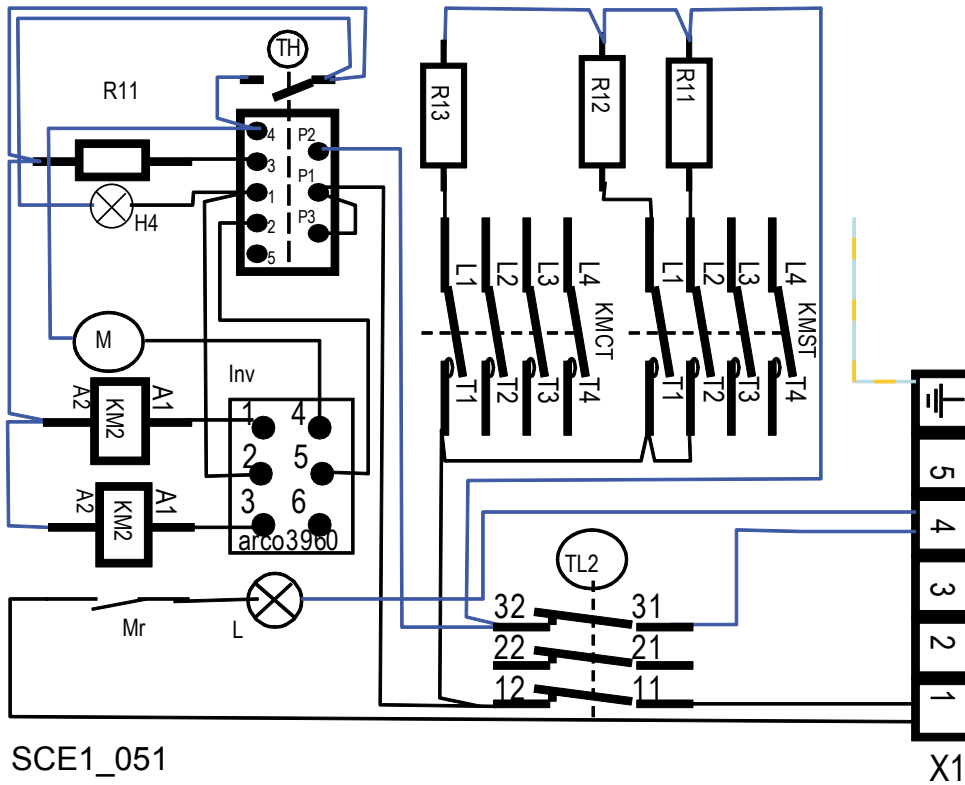 TH
R11
4
P2
3
P1
1
H4
2
P3
5
M
Inv
A2
KM2
A1
1
4
2
5
3
6
A2
KM2
A1
arco3960
Mr
L
R13
R12
R11
L1
L2
L3
L4
KMCT
T1
T2
T3
T4
L1
L2
L3
L4
KMST
T1
T2
T3
T4
TL2
32
31
22
21
12
11
5
4
3
2
1
X1
SCE1_051